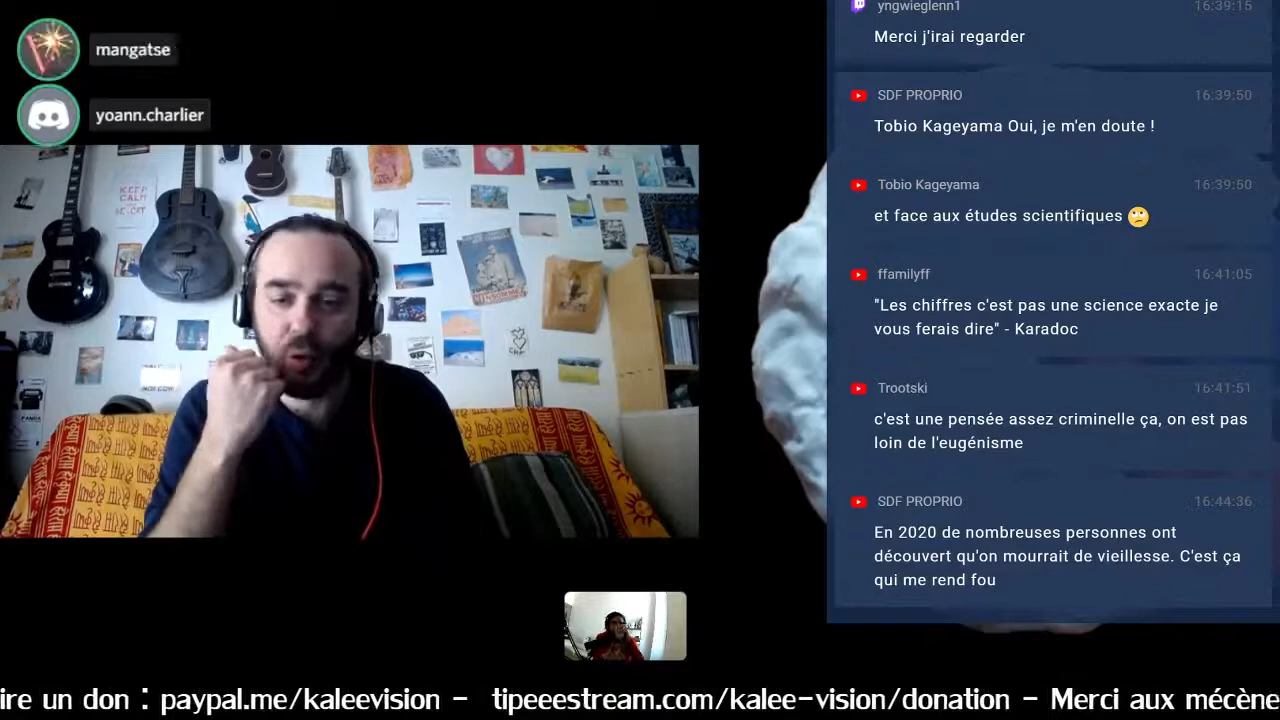 mangatse
yoann.charlier
KEEP
CALM
yngwieglenn1 16:39:15
Merci j'irai regarder
SDF PROPRIO 16:39:50
Tobio Kageyama Oui, je m'en doute !
Tobio Kageyama 16:39:50
et face aux études scientifiques 🙄
ffamilyff 16:41:05
"Les chiffres c'est pas une science exacte je
vous ferais dire" - Karadoc
Trootski 16:41:51
c'est une pensée assez criminelle ça, on est pas
loin de l'eugénisme
SDF PROPRIO 16:44:36
En 2020 de nombreuses personnes ont
découvert qu'on mourrait de vieillesse. C'est ça
qui me rend fou
ire un don : paypal.me/kaleevision - tipeeestream.com/kalee-vision/donation - Merci aux mécène